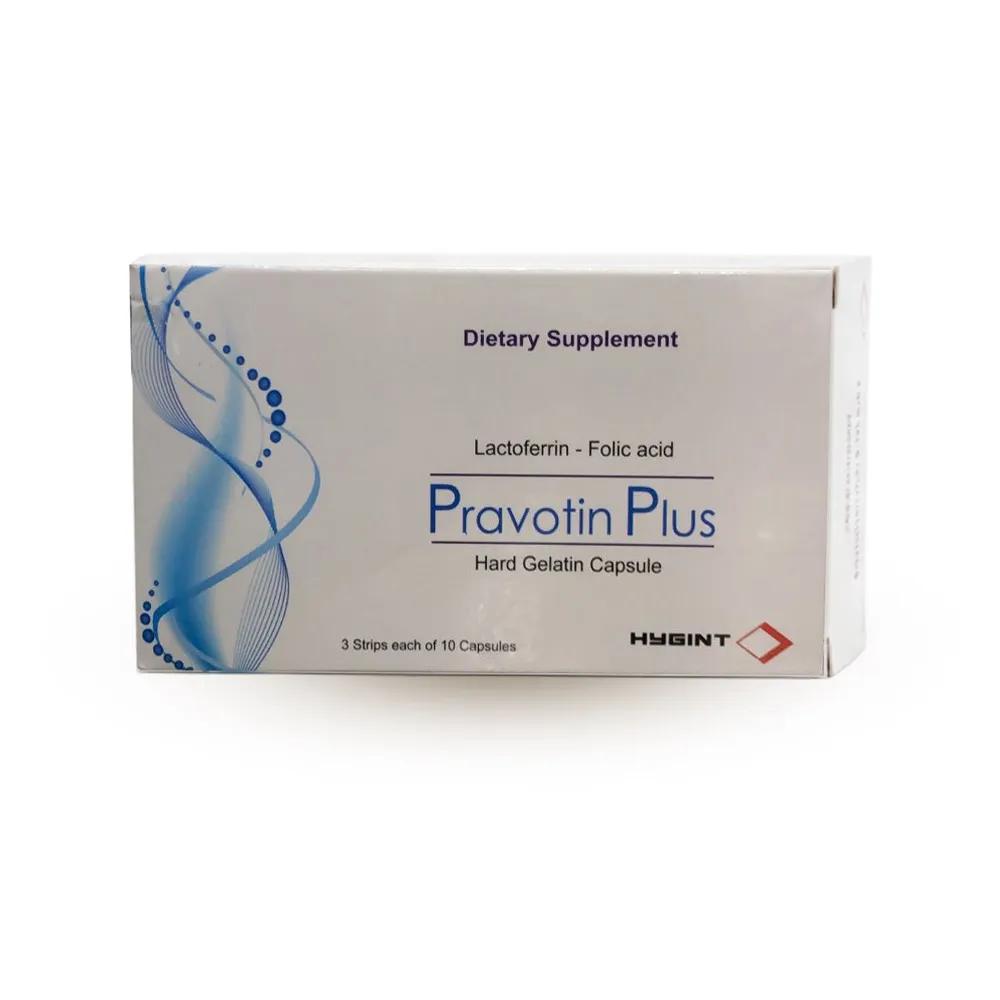 Dietary Supplement
Lactoferrin - Folic acid
Pravotin Plus
Hard Gelatin Capsule
3 Strips each of 10 Capsules
HYGINT